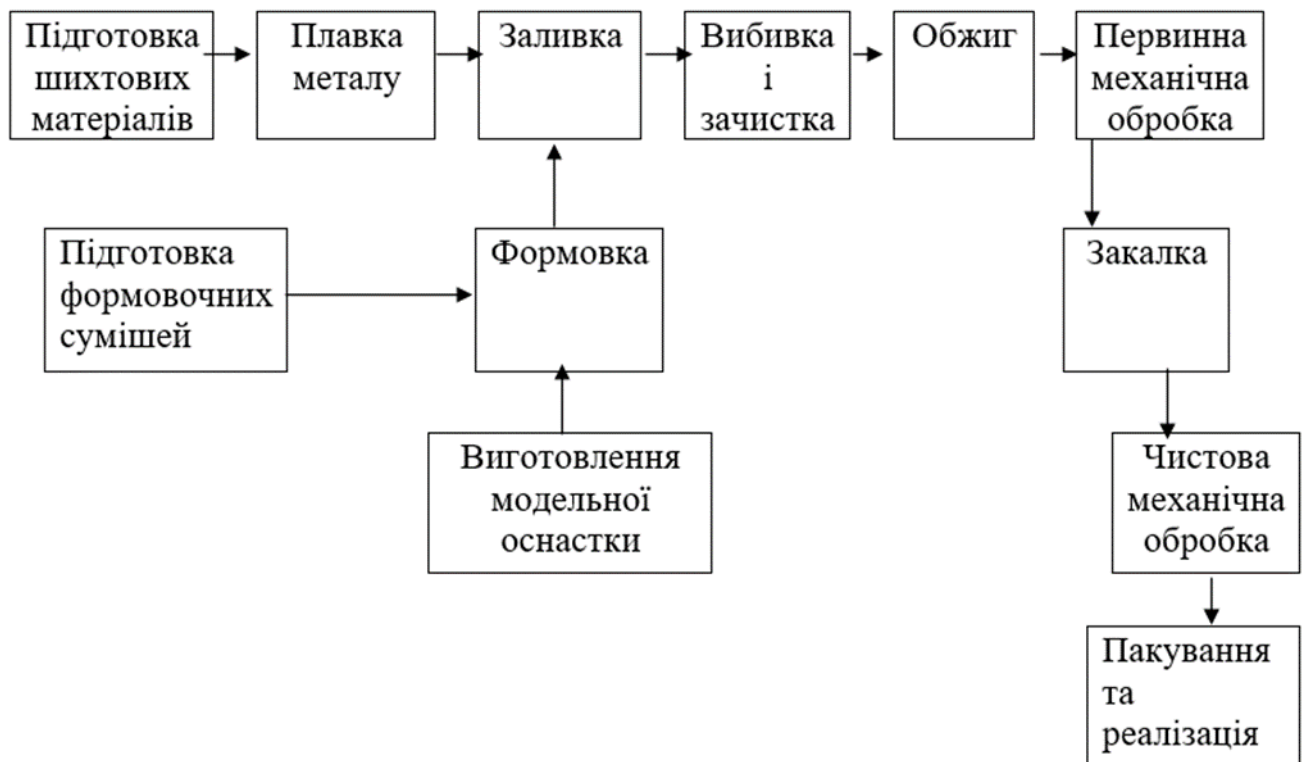 Підготовка
шихтових
матеріалів
Плавка
металу
Заливка
Вибивка
і
зачистка
Обжиг
Первинна
механічна
обробка
Підготовка
формовочних
сумішей
Формовка
Закалка
Виготовлення
модельної
оснастки
Чистова
механічна
обробка
Пакування
та
реалізація